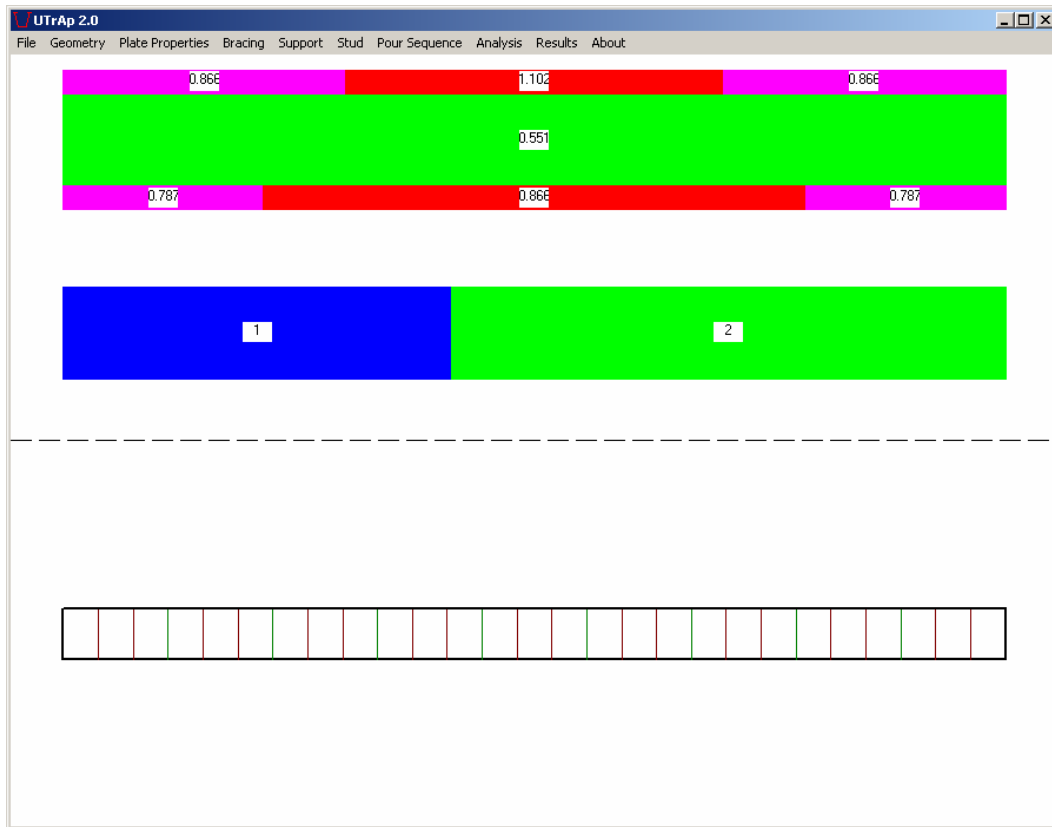 UTrAp 2.0
File Geometry Plate Properties Bracing Support Stud Pour Sequence Analysis Results About
0.866 1.102 0.866
0.551
0.787 0.866 0.787
1 2